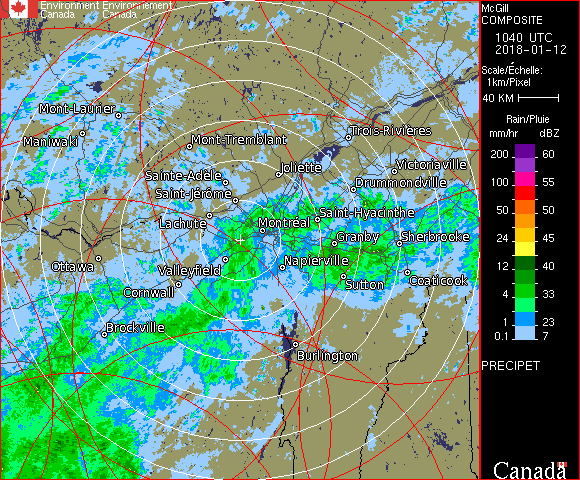 Environment Environnement
Canada Canada
McGill
COMPOSITE
1040 UTC
2018-01-12
Scale/Échelle:
1km/Pixel
40 KM
Rain/Pluie
mm/hr dBZ
200 60
55
100 55
50 50
24 45
12 40
4 33
1 23
0.1 7
PRECIPET
Canada
Mont-Laurier
Maniwaki
Mont-Tremblant
Trois-Rivières
Sainte-Adèle
Joliette
Victoriaville
Saint-Jérôme
Drummondville
Lachute
Montréal
Saint-Hyacinthe
Granby
Sherbrooke
Ottawa
Valleyfield
Napierville
Cornwall
Sutton
Coaticook
Brockville
Burlington